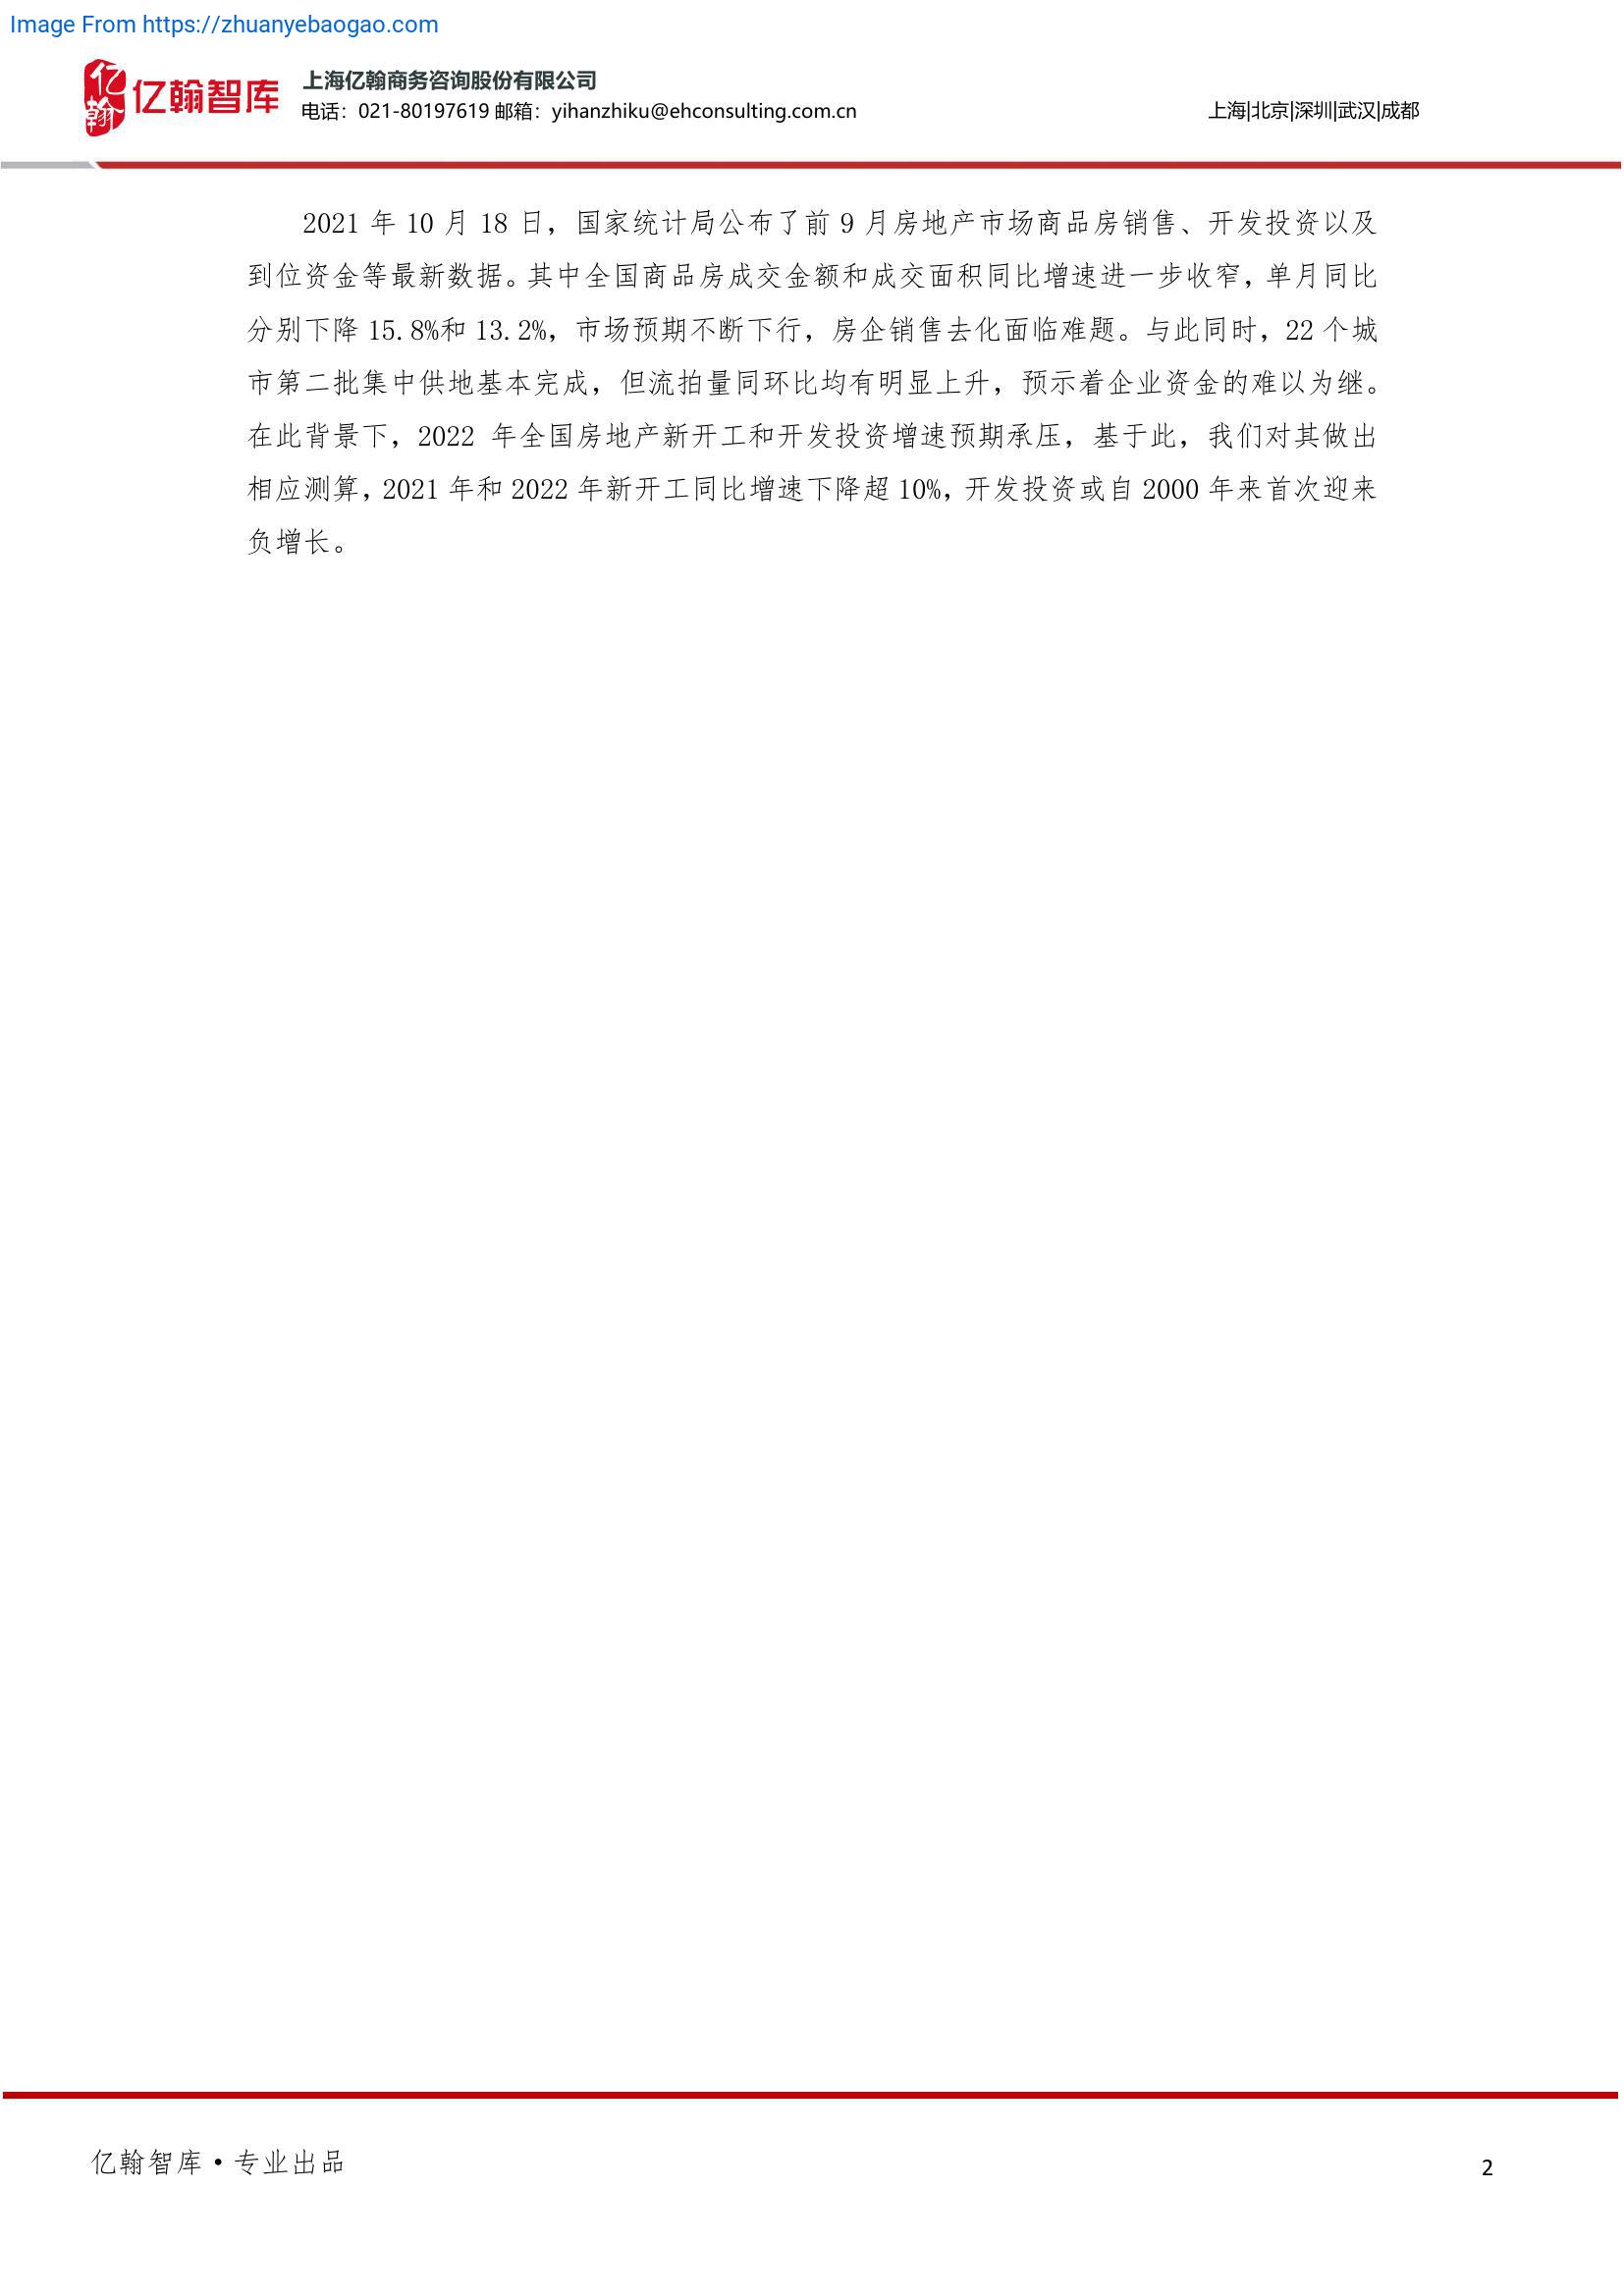 Image From https://zhuanyebaogao.com
亿翰
亿翰智库
上海亿翰商务咨询股份有限公司
电话：021-80197619 邮箱：yihanzhiku@ehconsulting.com.cn
上海|北京|深圳|武汉|成都
2021 年 10 月 18 日，国家统计局公布了前 9 月房地产市场商品房销售、开发投资以及
到位资金等最新数据。其中全国商品房成交金额和成交面积同比增速进一步收窄，单月同比
分别下降 15.8%和 13.2%，市场预期不断下行，房企销售去化面临难题。与此同时，22 个城
市第二批集中供地基本完成，但流拍量同环比均有明显上升，预示着企业资金的难以为继。
在此背景下，2022 年全国房地产新开工和开发投资增速预期承压，基于此，我们对其做出
相应测算，2021 年和 2022 年新开工同比增速下降超 10%，开发投资或自 2000 年来首次迎来
负增长。
亿翰智库·专业出品
2